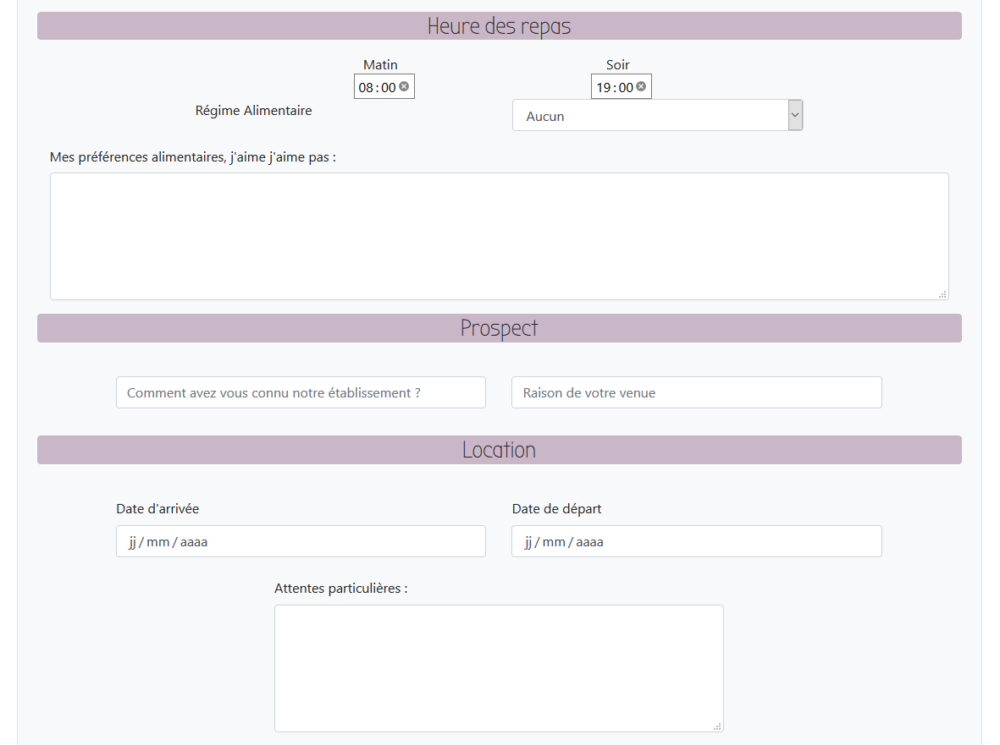 Heure des repas
Matin Soir
08:00 19:00
Régime Alimentaire Aucun
Mes préférences alimentaires, j'aime j'aime pas :
Prospect
Comment avez vous connu notre établissement ? Raison de votre venue
Location
Date d'arrivée Date de départ
jj / mm / aaaa jj / mm / aaaa
Attentes particulières :